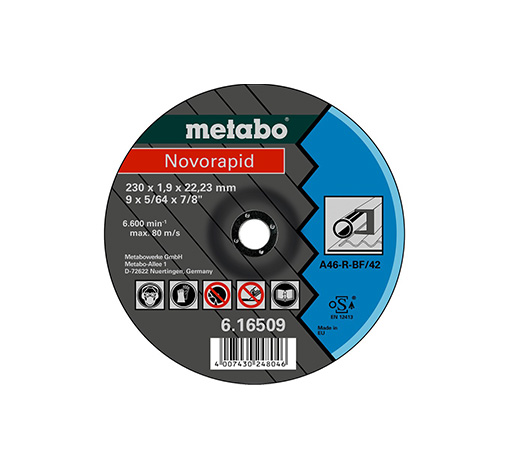 metabo®
Novorapid
230 x 1,9 x 22,23 mm
9 x 5/64 x 7/8"
6.600 min⁻¹
max. 80 m/s
Metabowerke GmbH
Metabo-Allee 1
D-72622 Nuertingen, Germany
A46-R-BF/42
oSa
EN 12413
Made in
EU
6.16509
4 007430 248046